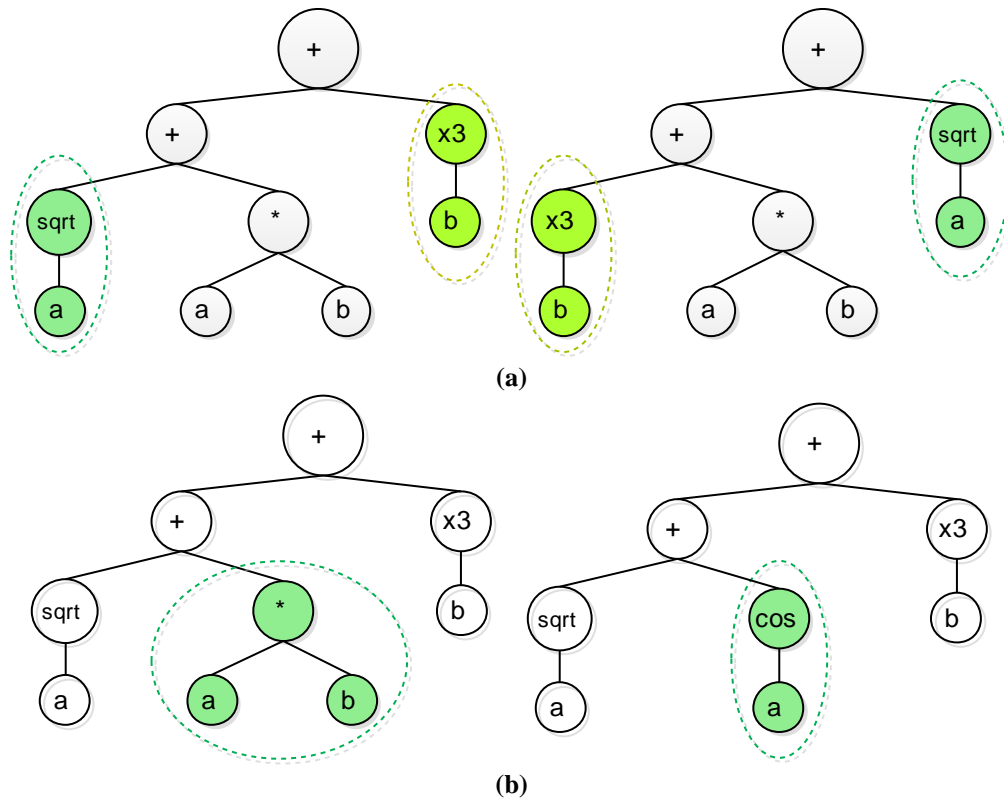 + +
+ x3 + sqrt
sqrt * b x3 * a
a a b b a b
(a)
+ +
+ x3 + x3
sqrt * b sqrt cos b
a a b a a
(b)